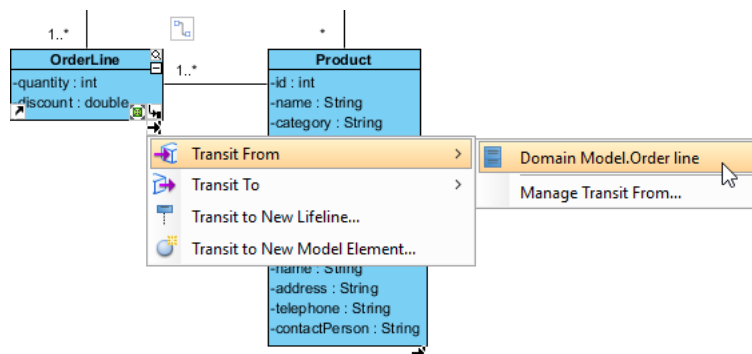 1..*
*
OrderLine
-quantity : int
-discount : double
1..*
Product
-id : int
-name : String
-category : String
Transit From
Transit To
Transit to New Lifeline...
Transit to New Model Element...
Domain Model.Order line
Manage Transit From...
-name : String
-address : String
-telephone : String
-contactPerson : String